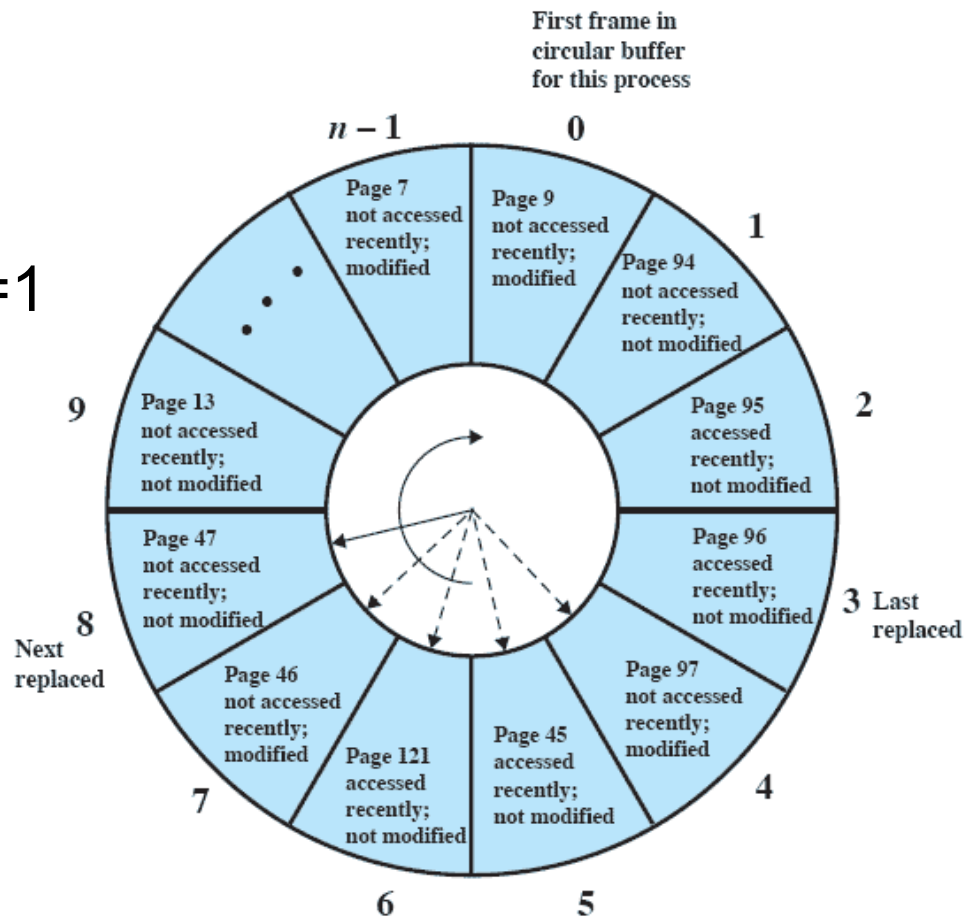 First frame in
circular buffer
for this process
n – 1
0
Page 7
not accessed
recently;
modified
Page 9
not accessed
recently;
modified
1
Page 94
not accessed
recently;
not modified
=1
9
Page 13
not accessed
recently;
not modified
Page 95
accessed
recently;
not modified
2
Page 47
not accessed
recently;
not modified
8
Next
replaced
Page 96
accessed
recently;
not modified
3 Last
replaced
Page 46
not accessed
recently;
modified
7
Page 121
accessed
recently;
not modified
6
Page 45
accessed
recently;
not modified
5
Page 97
not accessed
recently;
modified
4